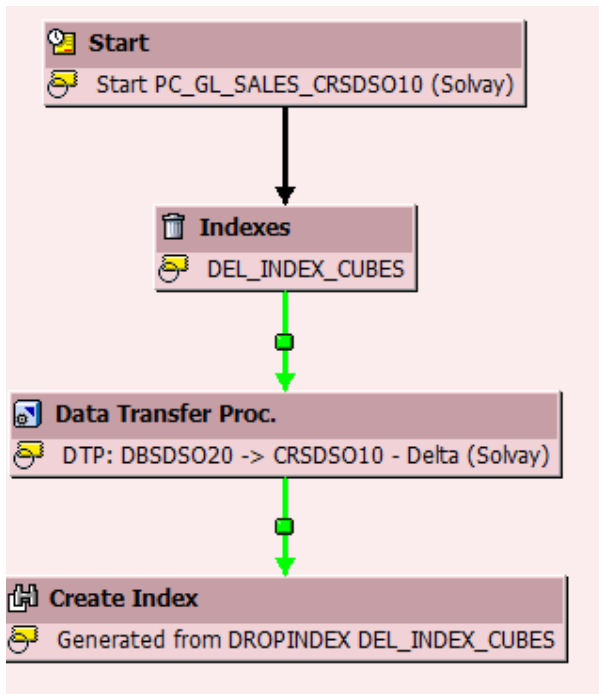 Start
Start PC_GL_SALES_CRSDSO10 (Solvay)
Indexes
DEL_INDEX_CUBES
Data Transfer Proc.
DTP: DBSDSO20 -> CRSDSO10 - Delta (Solvay)
Create Index
Generated from DROPINDEX DEL_INDEX_CUBES